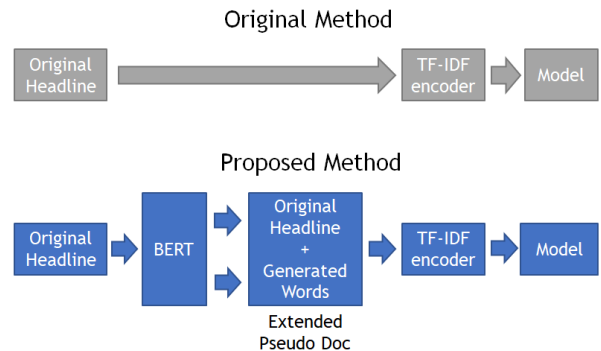 Original Method
Original
Headline
TF-IDF
encoder
Model
Proposed Method
Original
Headline
BERT
Original
Headline
+
Generated
Words
TF-IDF
encoder
Model
Extended
Pseudo Doc